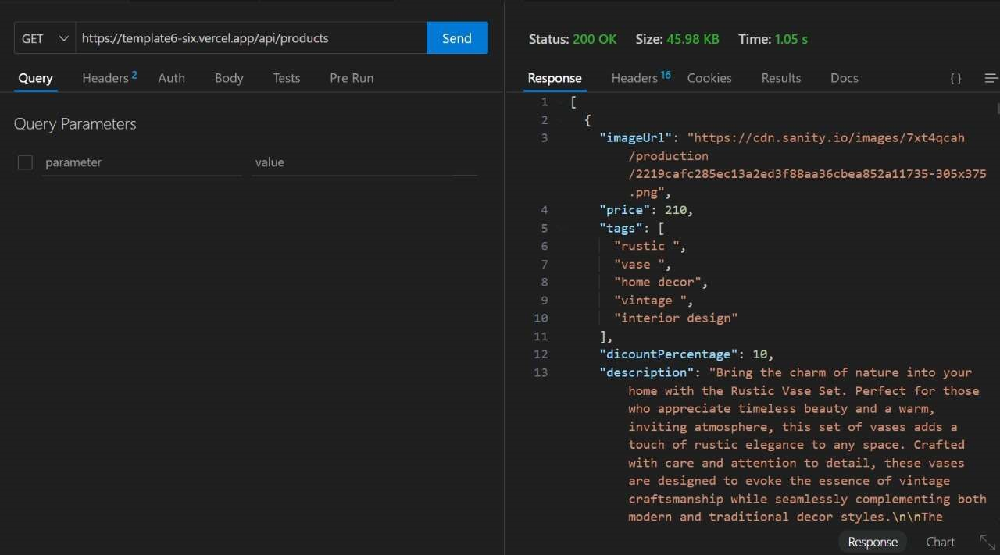 GET https://template6-six.vercel.app/api/products Send
Query Headers 2 Auth Body Tests Pre Run
Query Parameters
parameter value
Status: 200 OK Size: 45.98 KB Time: 1.05 s
Response Headers 16 Cookies Results Docs { }
1 [
2 {
3 "imageUrl": "https://cdn.sanity.io/images/7xt4qcah
/production
/2219cafc285ec13a2ed3f88aa36cbea852a11735-305x375
.png",
4 "price": 210,
5 "tags": [
6 "rustic ",
7 "vase ",
8 "home decor",
9 "vintage ",
10 "interior design"
11 ],
12 "dicountPercentage": 10,
13 "description": "Bring the charm of nature into your
home with the Rustic Vase Set. Perfect for those
who appreciate timeless beauty and a warm,
inviting atmosphere, this set of vases adds a
touch of rustic elegance to any space. Crafted
with care and attention to detail, these vases
are designed to evoke the essence of vintage
craftsmanship while seamlessly complementing both
modern and traditional decor styles.\n\nThe
Response Chart